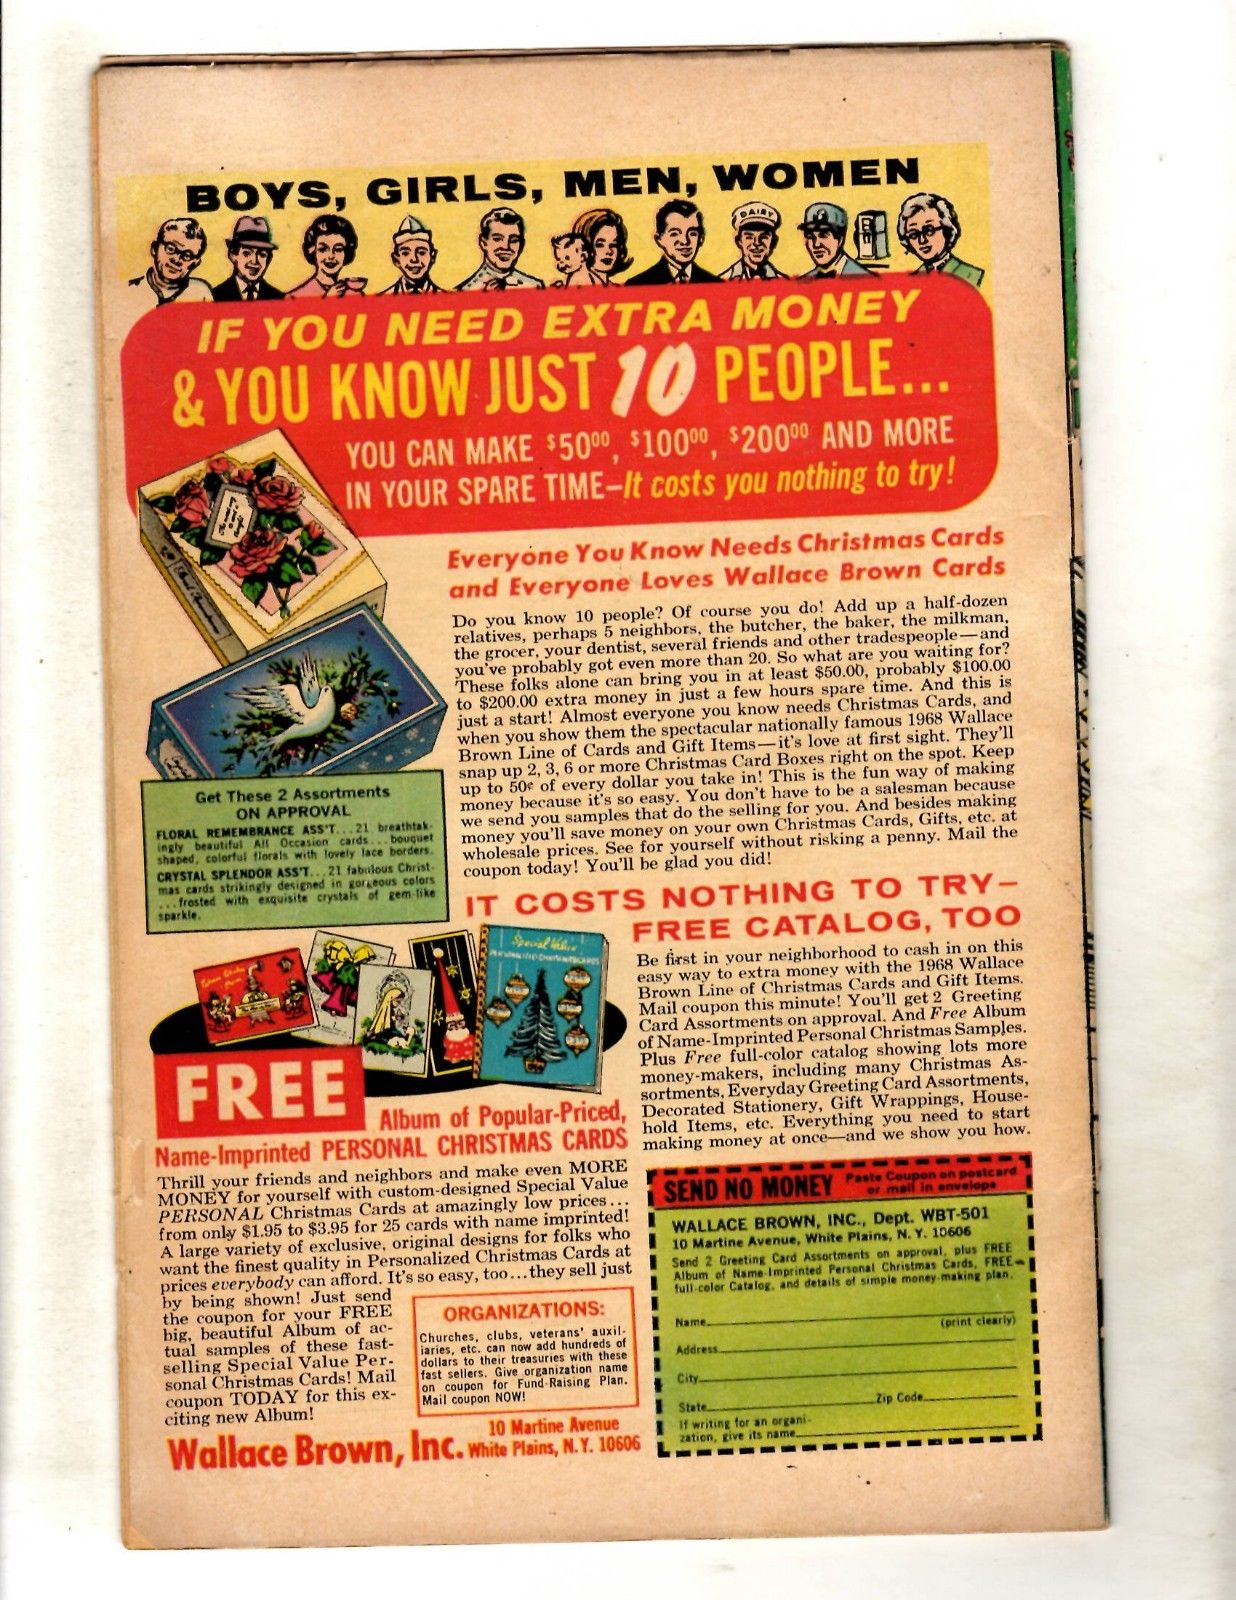 BOYS, GIRLS, MEN, WOMEN
DAIRY
IF YOU NEED EXTRA MONEY
& YOU KNOW JUST 10 PEOPLE...
YOU CAN MAKE $50.00, $100.00, $200.00 AND MORE
IN YOUR SPARE TIME–It costs you nothing to try!
Everyone You Know Needs Christmas Cards
and Everyone Loves Wallace Brown Cards
Do you know 10 people? Of course you do! Add up a half-dozen
relatives, perhaps 5 neighbors, the butcher, the baker, the milkman,
the grocer, your dentist, several friends and other tradespeople—and
you've probably got even more than 20. So what are you waiting for?
These folks alone can bring you in at least $50.00, probably $100.00
to $200.00 extra money in just a few hours spare time. And this is
just a start! Almost everyone you know needs Christmas Cards, and
when you show them the spectacular nationally famous 1968 Wallace
Brown Line of Cards and Gift Items—it's love at first sight. They'll
snap up 2, 3, 6 or more Christmas Card Boxes right on the spot. Keep
up to 50¢ of every dollar you take in! This is the fun way of making
money because it's so easy. You don't have to be a salesman because
we send you samples that do the selling for you. And besides making
money you'll save money on your own Christmas Cards, Gifts, etc. at
wholesale prices. See for yourself without risking a penny. Mail the
coupon today! You'll be glad you did!
Get These 2 Assortments
ON APPROVAL
FLORAL REMEMBRANCE ASS'T...21 breathtak-
ingly beautiful All Occasion cards...bouquet
shaped, colorful florals with lovely lace borders.
CRYSTAL SPLENDOR ASS'T...21 fabulous Christ-
mas cards strikingly designed in gorgeous colors
...frosted with exquisite crystals of gem-like
sparkle.
IT COSTS NOTHING TO TRY–
FREE CATALOG, TOO
Be first in your neighborhood to cash in on this
easy way to extra money with the 1968 Wallace
Brown Line of Christmas Cards and Gift Items.
Mail coupon this minute! You'll get 2 Greeting
Card Assortments on approval. And Free Album
of Name-Imprinted Personal Christmas Samples.
Plus Free full-color catalog showing lots more
money-makers, including many Christmas As-
sortments, Everyday Greeting Card Assortments,
Decorated Stationery, Gift Wrappings, House-
hold Items, etc. Everything you need to start
making money at once—and we show you how.
Special Value
PERSONALIZED CHRISTMAS CARDS
FREE
Album of Popular-Priced,
Name-Imprinted PERSONAL CHRISTMAS CARDS
Thrill your friends and neighbors and make even MORE
MONEY for yourself with custom-designed Special Value
PERSONAL Christmas Cards at amazingly low prices...
from only $1.95 to $3.95 for 25 cards with name imprinted!
A large variety of exclusive, original designs for folks who
want the finest quality in Personalized Christmas Cards at
prices everybody can afford. It's so easy, too...they sell just
by being shown! Just send
the coupon for your FREE
big, beautiful Album of ac-
tual samples of these fast-
selling Special Value Per-
sonal Christmas Cards! Mail
coupon TODAY for this ex-
citing new Album!
ORGANIZATIONS:
Churches, clubs, veterans' auxil-
iaries, etc. can now add hundreds of
dollars to their treasuries with these
fast sellers. Give organization name
on coupon for Fund-Raising Plan.
Mail coupon NOW!
Wallace Brown, Inc.
10 Martine Avenue
White Plains, N.Y. 10606
SEND NO MONEY
Paste Coupon on postcard
or mail in envelope
WALLACE BROWN, INC., Dept. WBT-501
10 Martine Avenue, White Plains, N. Y. 10606
Send 2 Greeting Card Assortments on approval, plus FREE
Album of Name-Imprinted Personal Christmas Cards, FREE
full-color Catalog, and details of simple money-making plan.
Name
(print clearly)
Address
City
State Zip Code
If writing for an organi-
zation, give its name